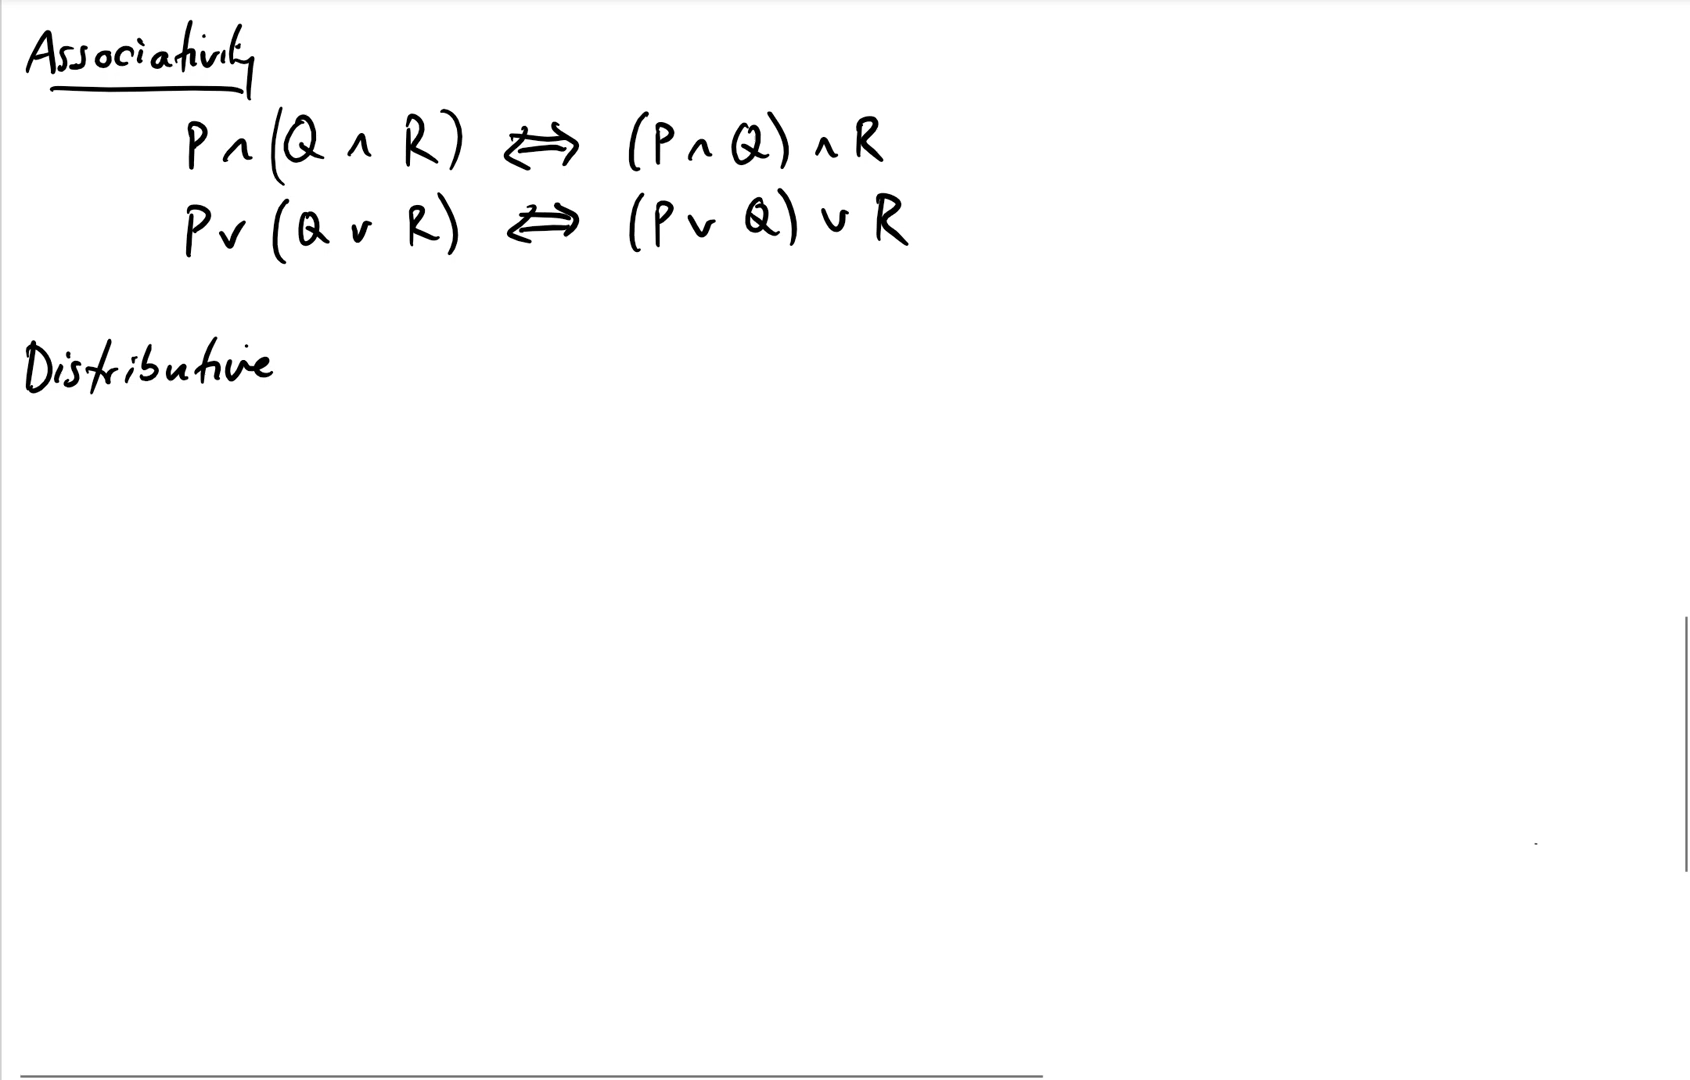 Associativity
P ∧ (Q ∧ R) ⇔ (P ∧ Q) ∧ R
P ∨ (Q ∨ R) ⇔ (P ∨ Q) ∨ R
Distributive